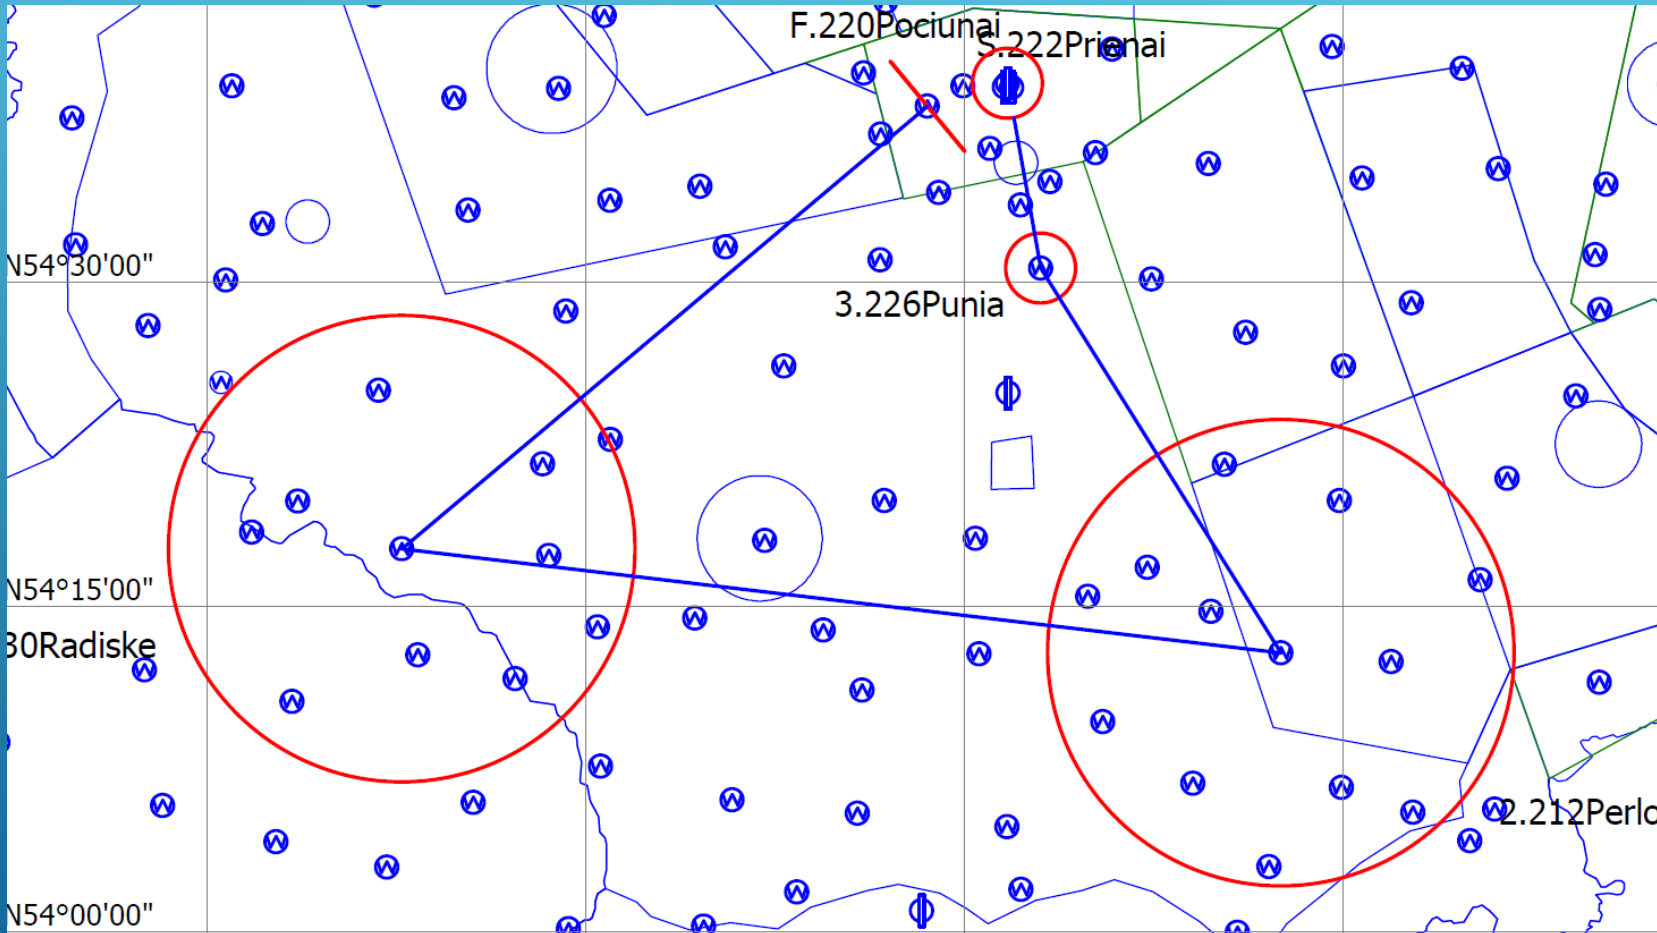 F.220Pociunai
S.222Prienai
N54°30'00"
3.226Punia
N54°15'00"
30Radiske
2.212Perlo
N54°00'00"